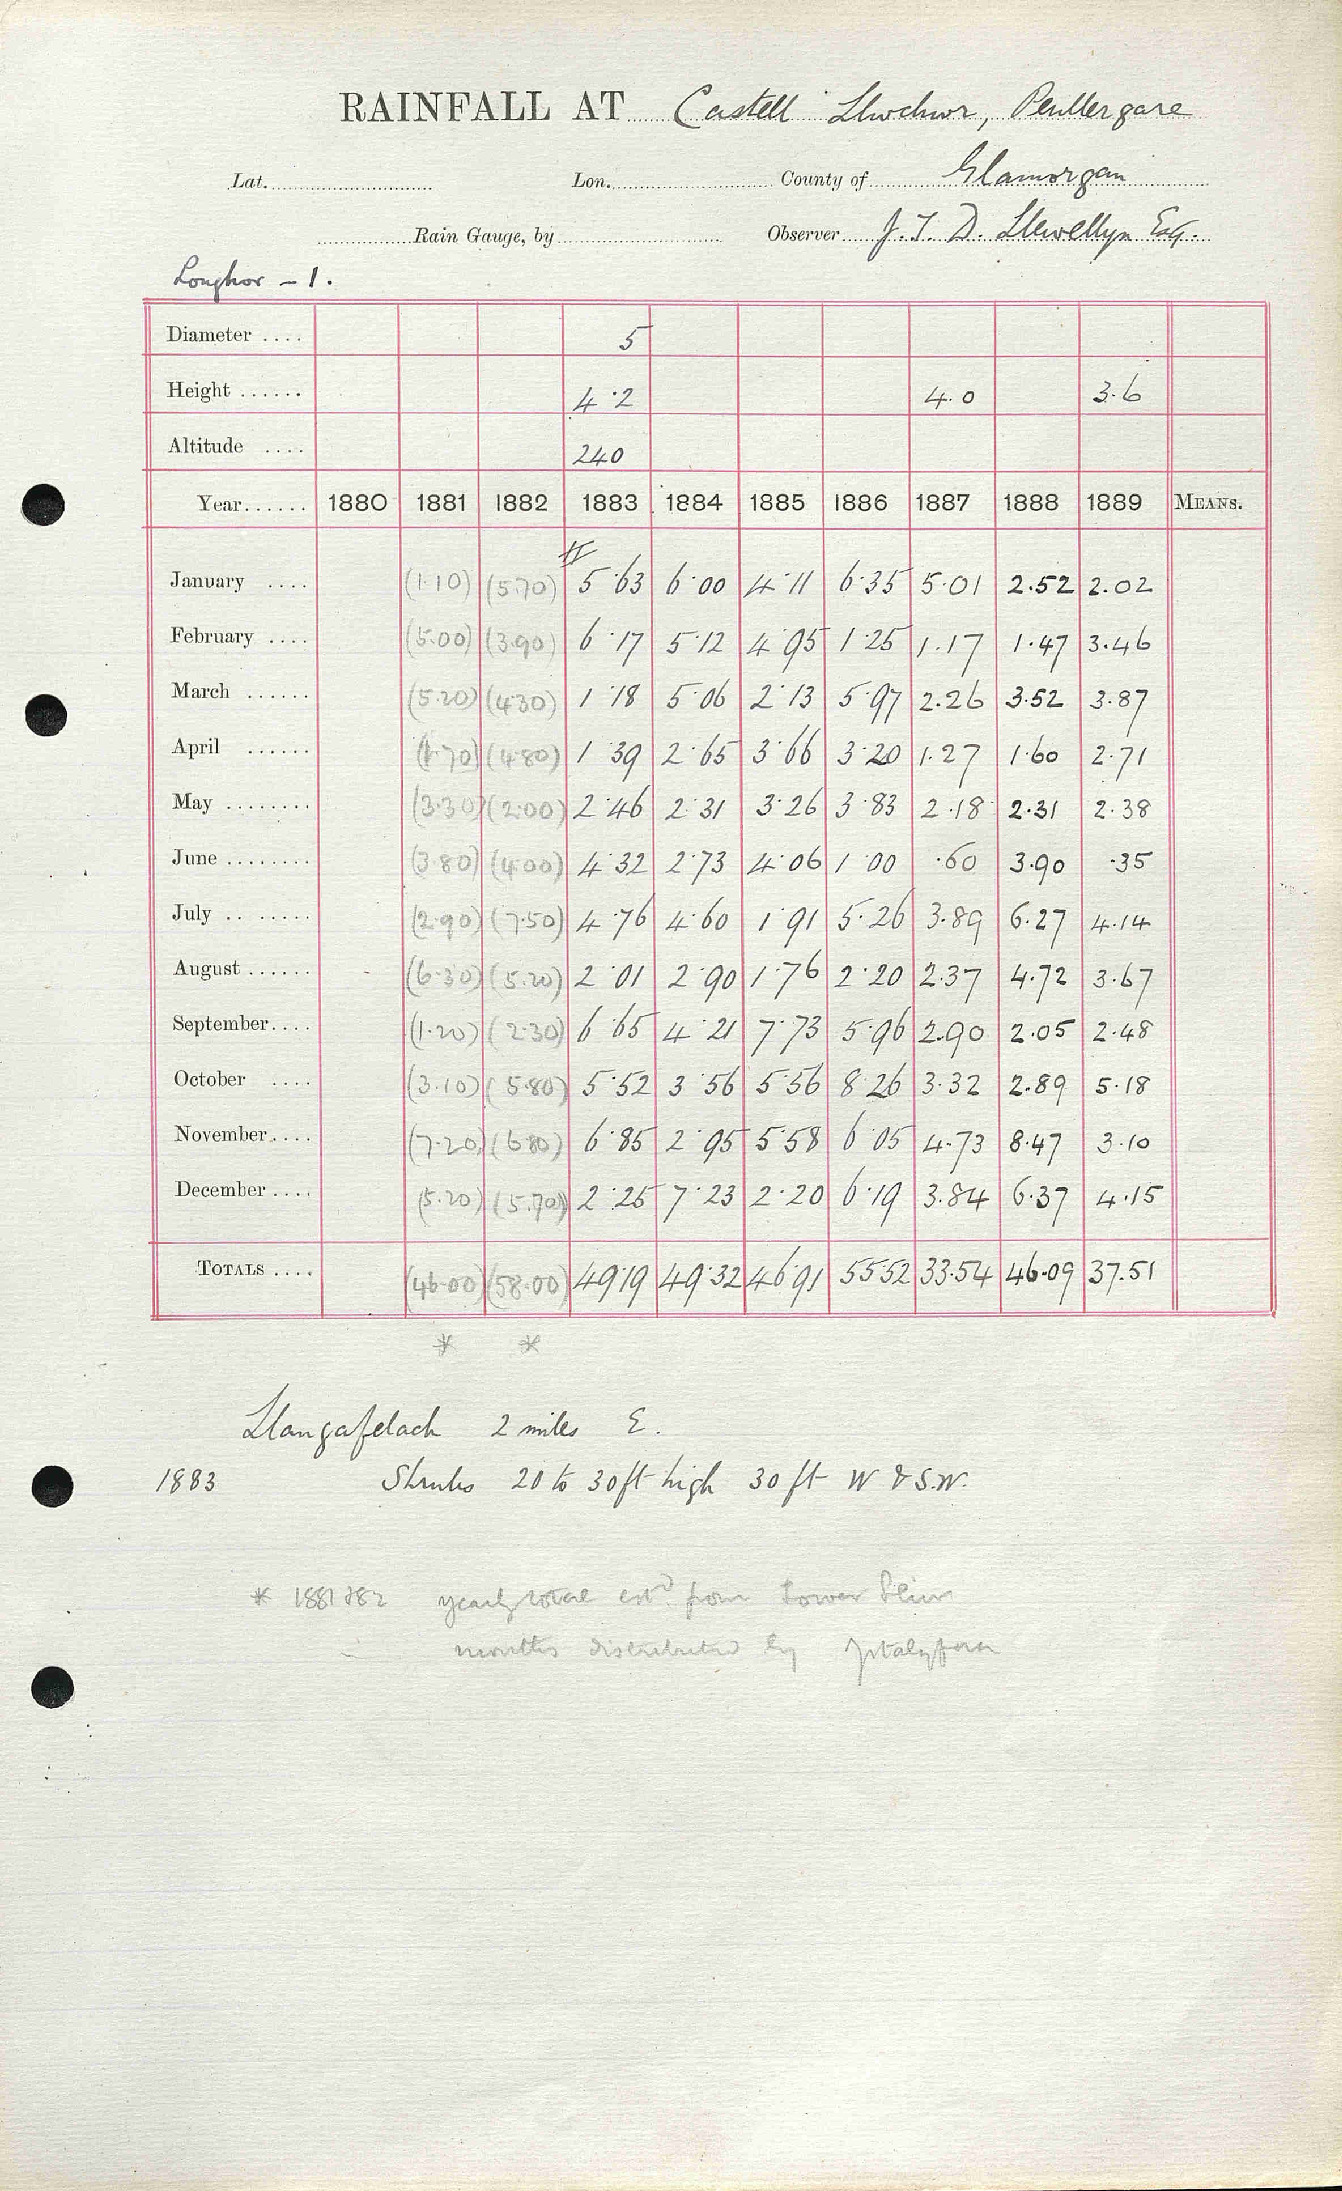 RAINFALL AT Castell Llwchwr, Penllergare
Lat. Lon. County of Glamorgan
Rain Gauge, by Observer J. T. D. Llewellyn Esq.
Loughor - 1.
Diameter .... 5
Height ...... 4.2 4.0 3.6
Altitude .... 240
Year...... 1880 1881 1882 1883 1884 1885 1886 1887 1888 1889 MEANS.
January .... (1.10) (5.70) 5.63 6.00 4.11 6.35 5.01 2.52 2.02
February .... (5.00) (3.90) 6.17 5.12 4.95 1.25 1.17 1.47 3.46
March ...... (5.20) (4.30) 1.18 5.06 2.13 5.97 2.26 3.52 3.87
April ...... (1.70) (4.80) 1.39 2.65 3.66 3.20 1.27 1.60 2.71
May ........ (3.30) (2.00) 2.46 2.31 3.26 3.83 2.18 2.31 2.38
June ........ (3.80) (4.00) 4.32 2.73 4.06 1.00 .60 3.90 .35
July .. ...... (2.90) (7.50) 4.76 4.60 1.91 5.26 3.89 6.27 4.14
August ...... (6.30) (5.20) 2.01 2.90 1.76 2.20 2.37 4.72 3.67
September.... (1.20) (2.30) 6.65 4.21 7.73 5.96 2.90 2.05 2.48
October .... (3.10) (5.80) 5.52 3.56 5.56 8.26 3.32 2.89 5.18
November.... (7.20) (6.80) 6.85 2.95 5.58 6.05 4.73 8.47 3.10
December .... (5.20) (5.70) 2.25 7.23 2.20 6.19 3.84 6.37 4.15
TOTALS .... (46.00) (58.00) 49.19 49.32 46.91 55.52 33.54 46.09 37.51
* *
Llangafelach 2 miles E.
1883 Shrubs 20 to 30 ft high 30 ft W & S.W.
* 1881 & 82 yearly total estd. from Lower
months distributed by Ystalyfera